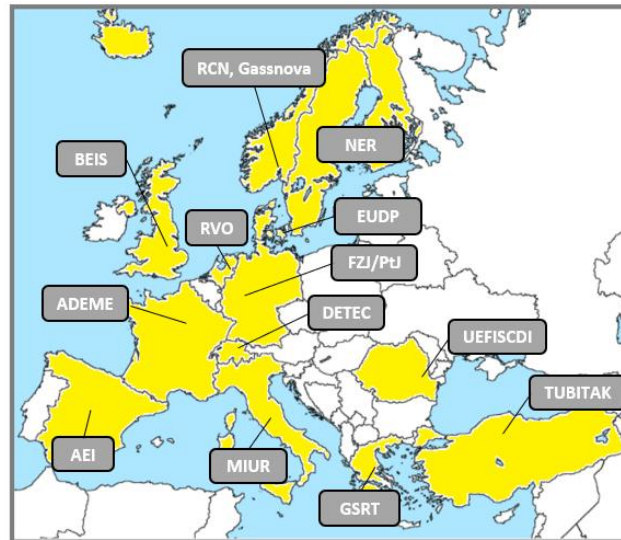 RCN, Gassnova
NER
BEIS
RVO
EUDP
FZJ/PtJ
ADEME
DETEC
UEFISCDI
TUBITAK
AEI
MIUR
GSRT